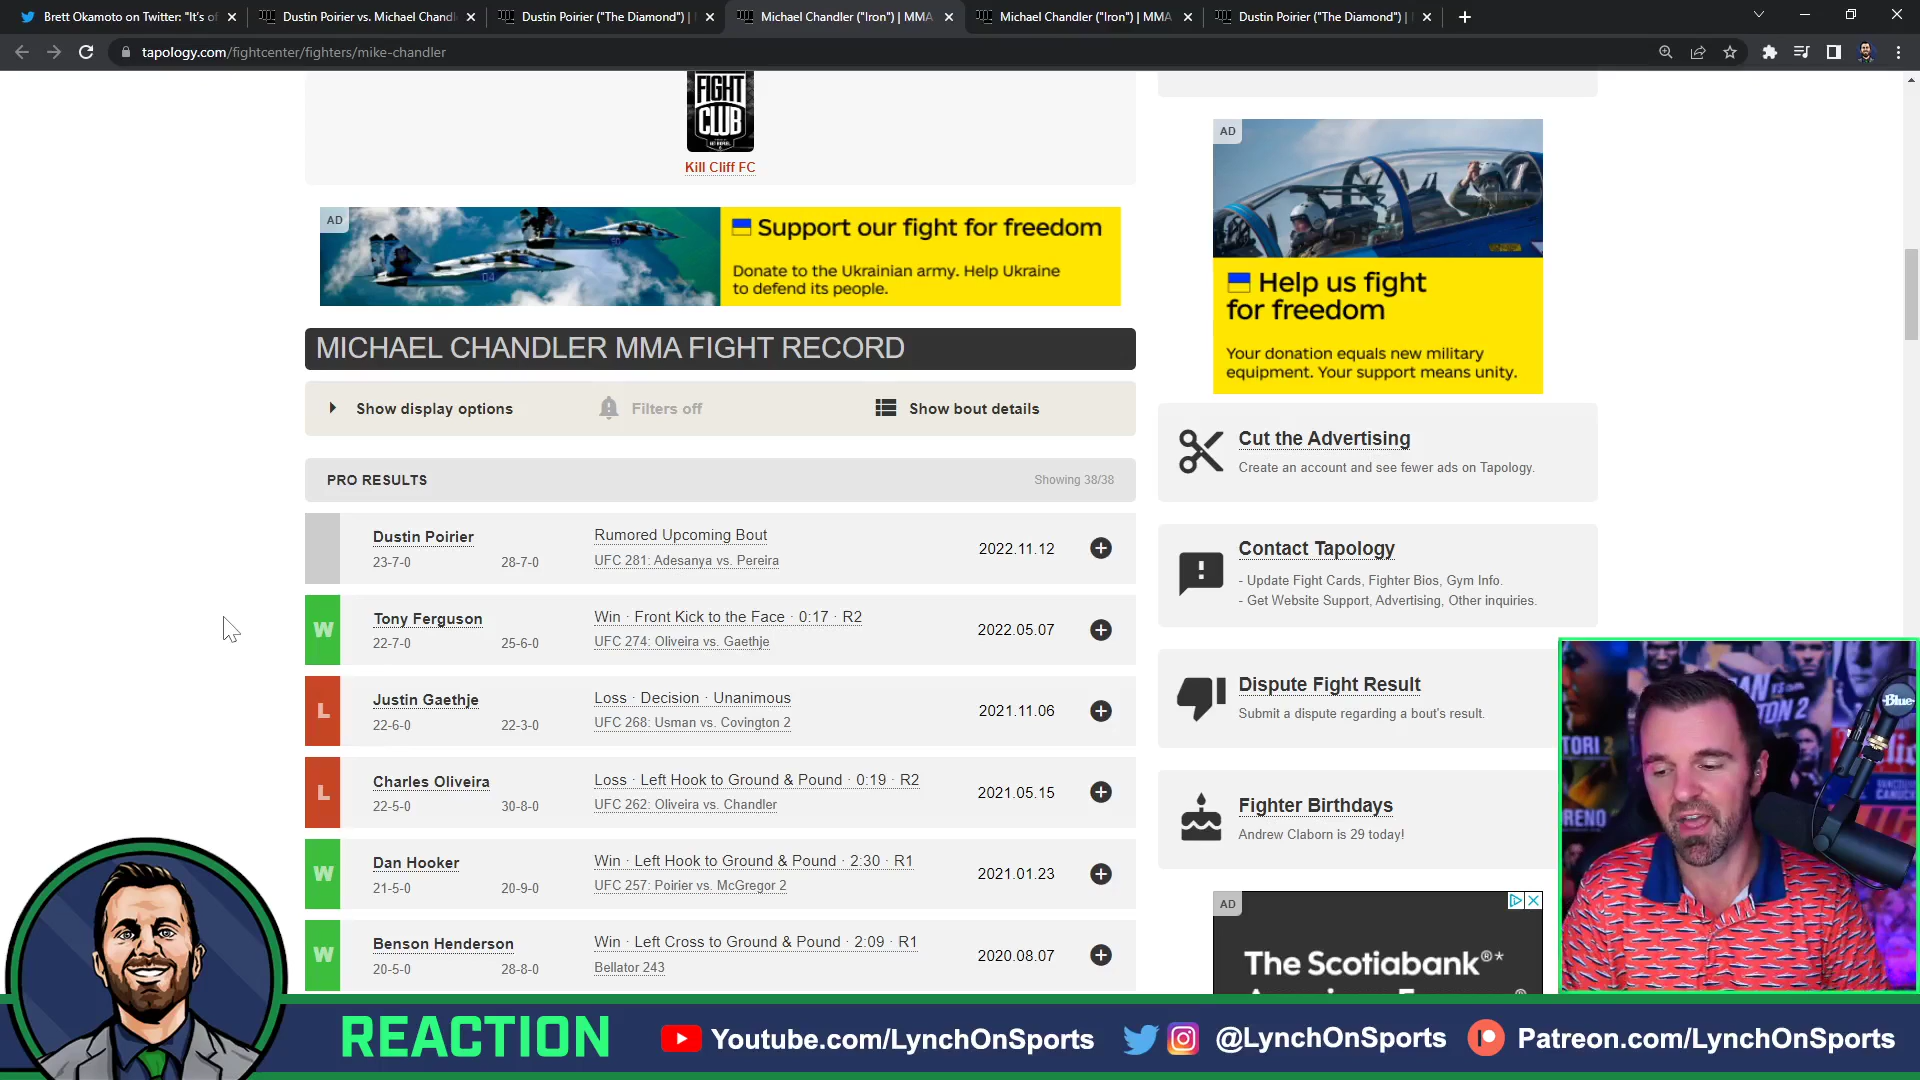 Brett Okamoto on Twitter: "It's of
Dustin Poirier vs. Michael Chandl
Dustin Poirier ("The Diamond") |
Michael Chandler ("Iron") | MMA
Michael Chandler ("Iron") | MMA
Dustin Poirier ("The Diamond") |
tapology.com/fightcenter/fighters/mike-chandler
FIGHT
CLUB
Kill Cliff FC
AD
Support our fight for freedom
Donate to the Ukrainian army. Help Ukraine
to defend its people.
MICHAEL CHANDLER MMA FIGHT RECORD
Show display options
Filters off
Show bout details
PRO RESULTS
Showing 38/38
Dustin Poirier
23-7-0
28-7-0
Rumored Upcoming Bout
UFC 281: Adesanya vs. Pereira
2022.11.12
W
Tony Ferguson
22-7-0
25-6-0
Win · Front Kick to the Face · 0:17 · R2
UFC 274: Oliveira vs. Gaethje
2022.05.07
L
Justin Gaethje
22-6-0
22-3-0
Loss · Decision · Unanimous
UFC 268: Usman vs. Covington 2
2021.11.06
L
Charles Oliveira
22-5-0
30-8-0
Loss · Left Hook to Ground & Pound · 0:19 · R2
UFC 262: Oliveira vs. Chandler
2021.05.15
W
Dan Hooker
21-5-0
20-9-0
Win · Left Hook to Ground & Pound · 2:30 · R1
UFC 257: Poirier vs. McGregor 2
2021.01.23
W
Benson Henderson
20-5-0
28-8-0
Win · Left Cross to Ground & Pound · 2:09 · R1
Bellator 243
2020.08.07
AD
Help us fight
for freedom
Your donation equals new military
equipment. Your support means unity.
Cut the Advertising
Create an account and see fewer ads on Tapology.
Contact Tapology
- Update Fight Cards, Fighter Bios, Gym Info.
- Get Website Support, Advertising, Other inquiries.
Dispute Fight Result
Submit a dispute regarding a bout's result.
Fighter Birthdays
Andrew Claborn is 29 today!
AD
The Scotiabank®*
TORI 2
RENO
TON 2
Blue
REACTION
Youtube.com/LynchOnSports
@LynchOnSports
Patreon.com/LynchOnSports